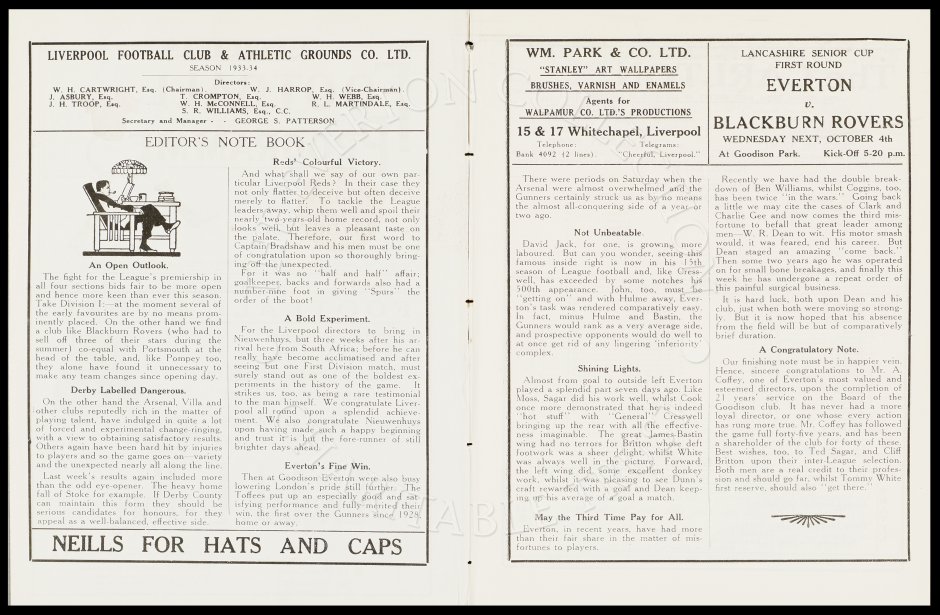 LIVERPOOL FOOTBALL CLUB & ATHLETIC GROUNDS CO. LTD.
SEASON 1933-34
Directors:
W. H. CARTWRIGHT, Esq. (Chairman). W. J. HARROP, Esq. (Vice-Chairman).
J. ASBURY, Esq. T. CROMPTON, Esq. W. H. WEBB, Esq.
J. H. TROOP, Esq. W. H. McCONNELL, Esq. R. L. MARTINDALE, Esq.
S. R. WILLIAMS, Esq., C.C.
Secretary and Manager - - GEORGE S. PATTERSON
EDITOR'S NOTE BOOK
An Open Outlook.
The fight for the League's premiership in
all four sections bids fair to be more open
and hence more keen than ever this season.
Take Division I:—at the moment several of
the early favourites are by no means prom-
inently placed. On the other hand we find
a club like Blackburn Rovers (who had to
sell off three of their stars during the
summer) co-equal with Portsmouth at the
head of the table, and, like Pompey too,
they alone have found it unnecessary to
make any team changes since opening day.
Derby Labelled Dangerous.
On the other hand the Arsenal, Villa and
other clubs reputedly rich in the matter of
playing talent, have indulged in quite a lot
of forced and experimental change-ringing,
with a view to obtaining satisfactory results.
Others again have been hard hit by injuries
to players and so the game goes on—variety
and the unexpected nearly all along the line.
Last week's results again included more
than the odd eye-opener. The heavy home
fall of Stoke for example. If Derby County
can maintain this form they should be
serious candidates for honours, for they
appeal as a well-balanced, effective side.
Reds' Colourful Victory.
And what shall we say of our own par-
ticular Liverpool Reds? In their case they
not only flatter to deceive but often deceive
merely to flatter. To tackle the League
leaders away, whip them well and spoil their
nearly two-years-old home record, not only
looks well, but leaves a pleasant taste on
the palate. Therefore, our first word to
Captain Bradshaw and his men must be one
of congratulation upon so thoroughly bring-
ing off the unexpected.
For it was no "half and half" affair;
goalkeeper, backs and forwards also had a
number-nine foot in giving "Spurs" the
order of the boot!
A Bold Experiment.
For the Liverpool directors to bring in
Nieuwenhuys, but three weeks after his ar-
rival here from South Africa; before he can
really have become acclimatised and after
seeing but one First Division match, must
surely stand out as one of the boldest ex-
periments in the history of the game. It
strikes us, too, as being a rare testimonial
to the man himself. We congratulate Liver-
pool all round upon a splendid achieve-
ment. We also congratulate Nieuwenhuys
upon having made such a happy beginning
and trust it is but the fore-runner of still
brighter days ahead.
Everton's Fine Win.
Then at Goodison Everton were also busy
lowering London's pride still further. The
Toffees put up an especially good and sat-
isfying performance and fully merited their
win, the first over the Gunners since 1928,
home or away.
NEILLS FOR HATS AND CAPS
WM. PARK & CO. LTD.
"STANLEY" ART WALLPAPERS
BRUSHES, VARNISH AND ENAMELS
Agents for
WALPAMUR CO. LTD.'S PRODUCTIONS
15 & 17 Whitechapel, Liverpool
Telephone: Telegrams:
Bank 4092 (2 lines). "Cheerful, Liverpool."
LANCASHIRE SENIOR CUP
FIRST ROUND
EVERTON
v.
BLACKBURN ROVERS
WEDNESDAY NEXT, OCTOBER 4th
At Goodison Park. Kick-Off 5-20 p.m.
There were periods on Saturday when the
Arsenal were almost overwhelmed and the
Gunners certainly struck us as by no means
the almost all-conquering side of a year or
two ago.
Not Unbeatable.
David Jack, for one, is growing more
laboured. But can you wonder, seeing this
famous inside right is now in his 15th
season of League football and, like Cress-
well, has exceeded by some notches his
500th appearance. John, too, must be
"getting on" and with Hulme away, Ever-
ton's task was rendered comparatively easy.
In fact, minus Hulme and Bastin, the
Gunners would rank as a very average side,
and prospective opponents would do well to
at once get rid of any lingering 'inferiority'
complex.
Shining Lights.
Almost from goal to outside left Everton
played a splendid part seven days ago. Like
Moss, Sagar did his work well, whilst Cook
once more demonstrated that he is indeed
"hot stuff" with "General" Cresswell
bringing up the rear with all the effective-
ness imaginable. The great James-Bastin
wing had no terrors for Britton whose deft
footwork was a sheer delight, whilst White
was always well in the picture. Forward,
the left wing did some excellent donkey
work, whilst it was pleasing to see Dunn's
craft rewarded with a goal and Dean keep-
ing up his average of a goal a match.
May the Third Time Pay for All.
Everton, in recent years, have had more
than their fair share in the matter of mis-
fortunes to players.
Recently we have had the double break-
down of Ben Williams, whilst Coggins, too,
has been twice "in the wars." Going back
a little we may cite the cases of Clark and
Charlie Gee and now comes the third mis-
fortune to befall that great leader among
men—W. R. Dean to wit. His motor smash
would, it was feared, end his career. But
Dean staged an amazing "come back."
Then some two years ago he was operated
on for small bone breakages, and finally this
week he has undergone a repeat order of
this painful surgical business.
It is hard luck, both upon Dean and his
club, just when both were moving so strong-
ly. But it is now hoped that his absence
from the field will be but of comparatively
brief duration.
A Congratulatory Note.
Our finishing note must be in happier vein.
Hence, sincere congratulations to Mr. A.
Coffey, one of Everton's most valued and
esteemed directors, upon the completion of
21 years' service on the Board of the
Goodison club. It has never had a more
loyal director, or one whose every action
has rung more true. Mr. Coffey has followed
the game full forty-five years, and has been
a shareholder of the club for forty of these.
Best wishes, too, to Ted Sagar, and Cliff
Britton upon their inter-League selection.
Both men are a real credit to their profes-
sion and should go far, whilst Tommy White
first reserve, should also "get there."